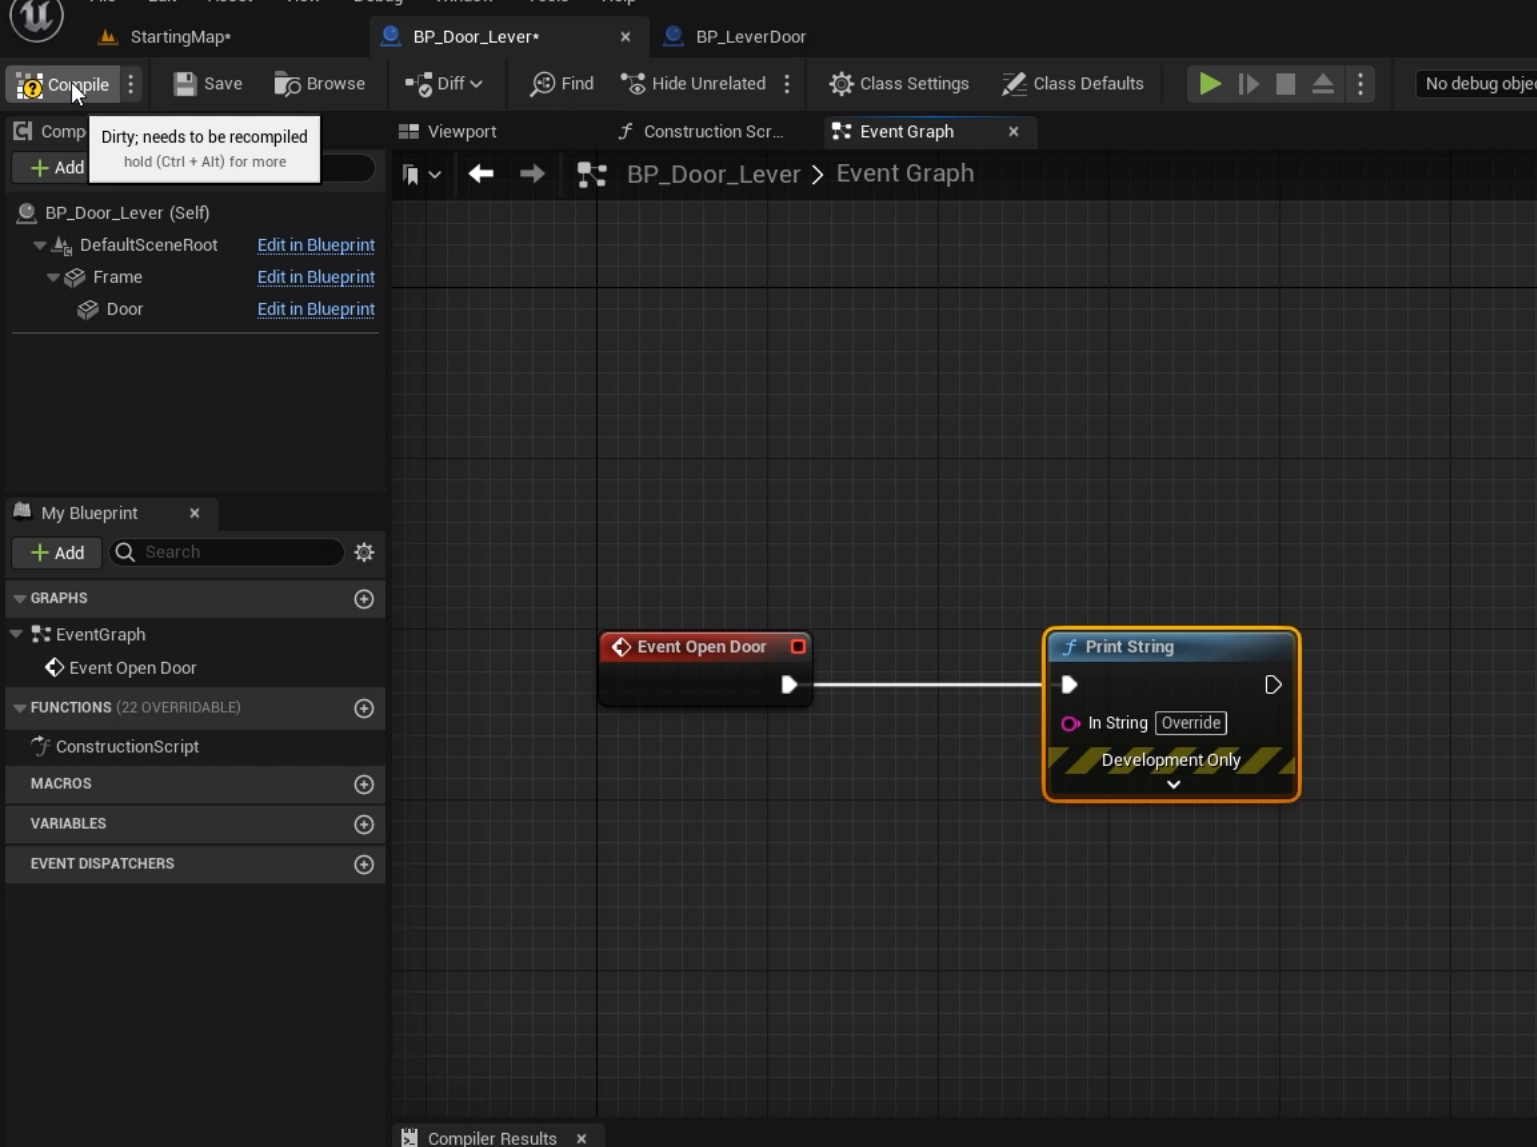 StartingMap*
BP_Door_Lever*
BP_LeverDoor
Compile
Save
Browse
Diff
Find
Hide Unrelated
Class Settings
Class Defaults
No debug objec
Comp
Dirty; needs to be recompiled
hold (Ctrl + Alt) for more
Viewport
Construction Scr...
Event Graph
Add
BP_Door_Lever > Event Graph
BP_Door_Lever (Self)
DefaultSceneRoot Edit in Blueprint
Frame Edit in Blueprint
Door Edit in Blueprint
My Blueprint
Add
Search
GRAPHS
EventGraph
Event Open Door
FUNCTIONS (22 OVERRIDABLE)
ConstructionScript
MACROS
VARIABLES
EVENT DISPATCHERS
Event Open Door
Print String
In String Override
Development Only
Compiler Results